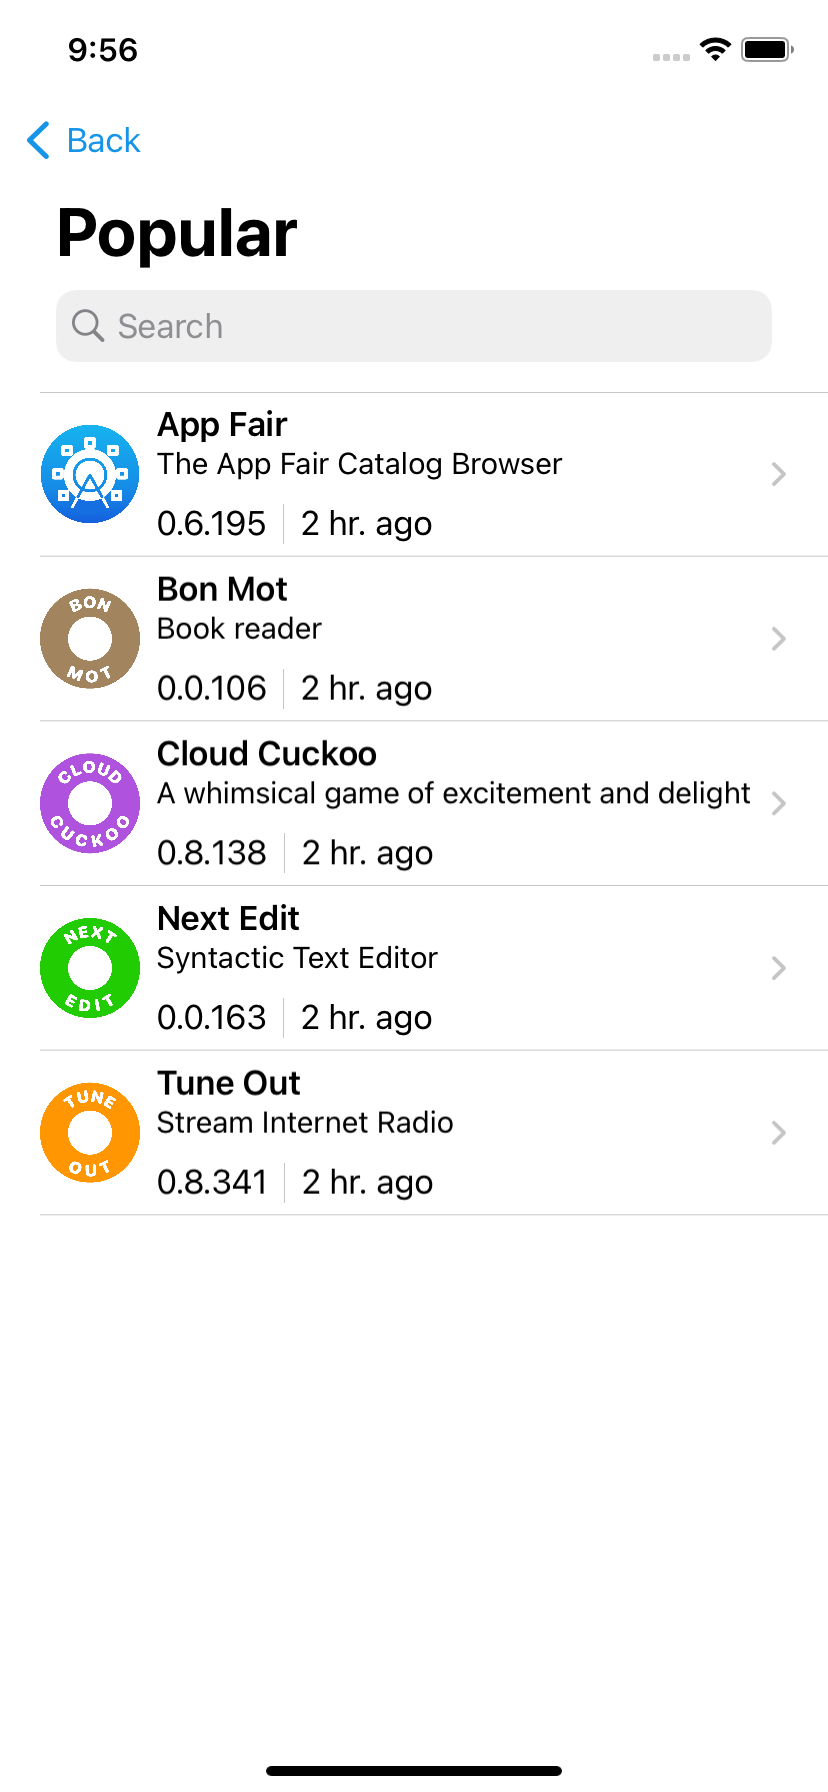 9:56
Back
Popular
Search
App Fair
The App Fair Catalog Browser
0.6.195 2 hr. ago
BON
MOT
Bon Mot
Book reader
0.0.106 2 hr. ago
CLOUD
CUCKOO
Cloud Cuckoo
A whimsical game of excitement and delight
0.8.138 2 hr. ago
NEXT
EDIT
Next Edit
Syntactic Text Editor
0.0.163 2 hr. ago
TUNE
OUT
Tune Out
Stream Internet Radio
0.8.341 2 hr. ago